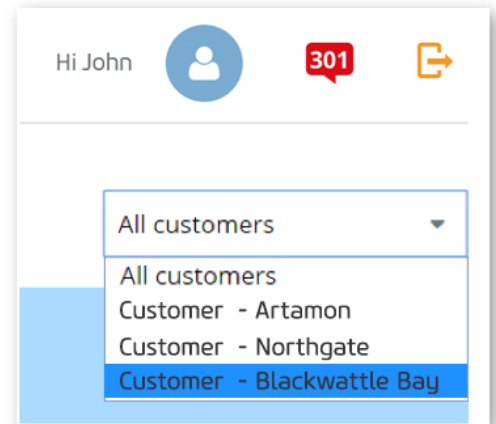 Hi John 301
All customers
All customers
Customer - Artamon
Customer - Northgate
Customer - Blackwattle Bay